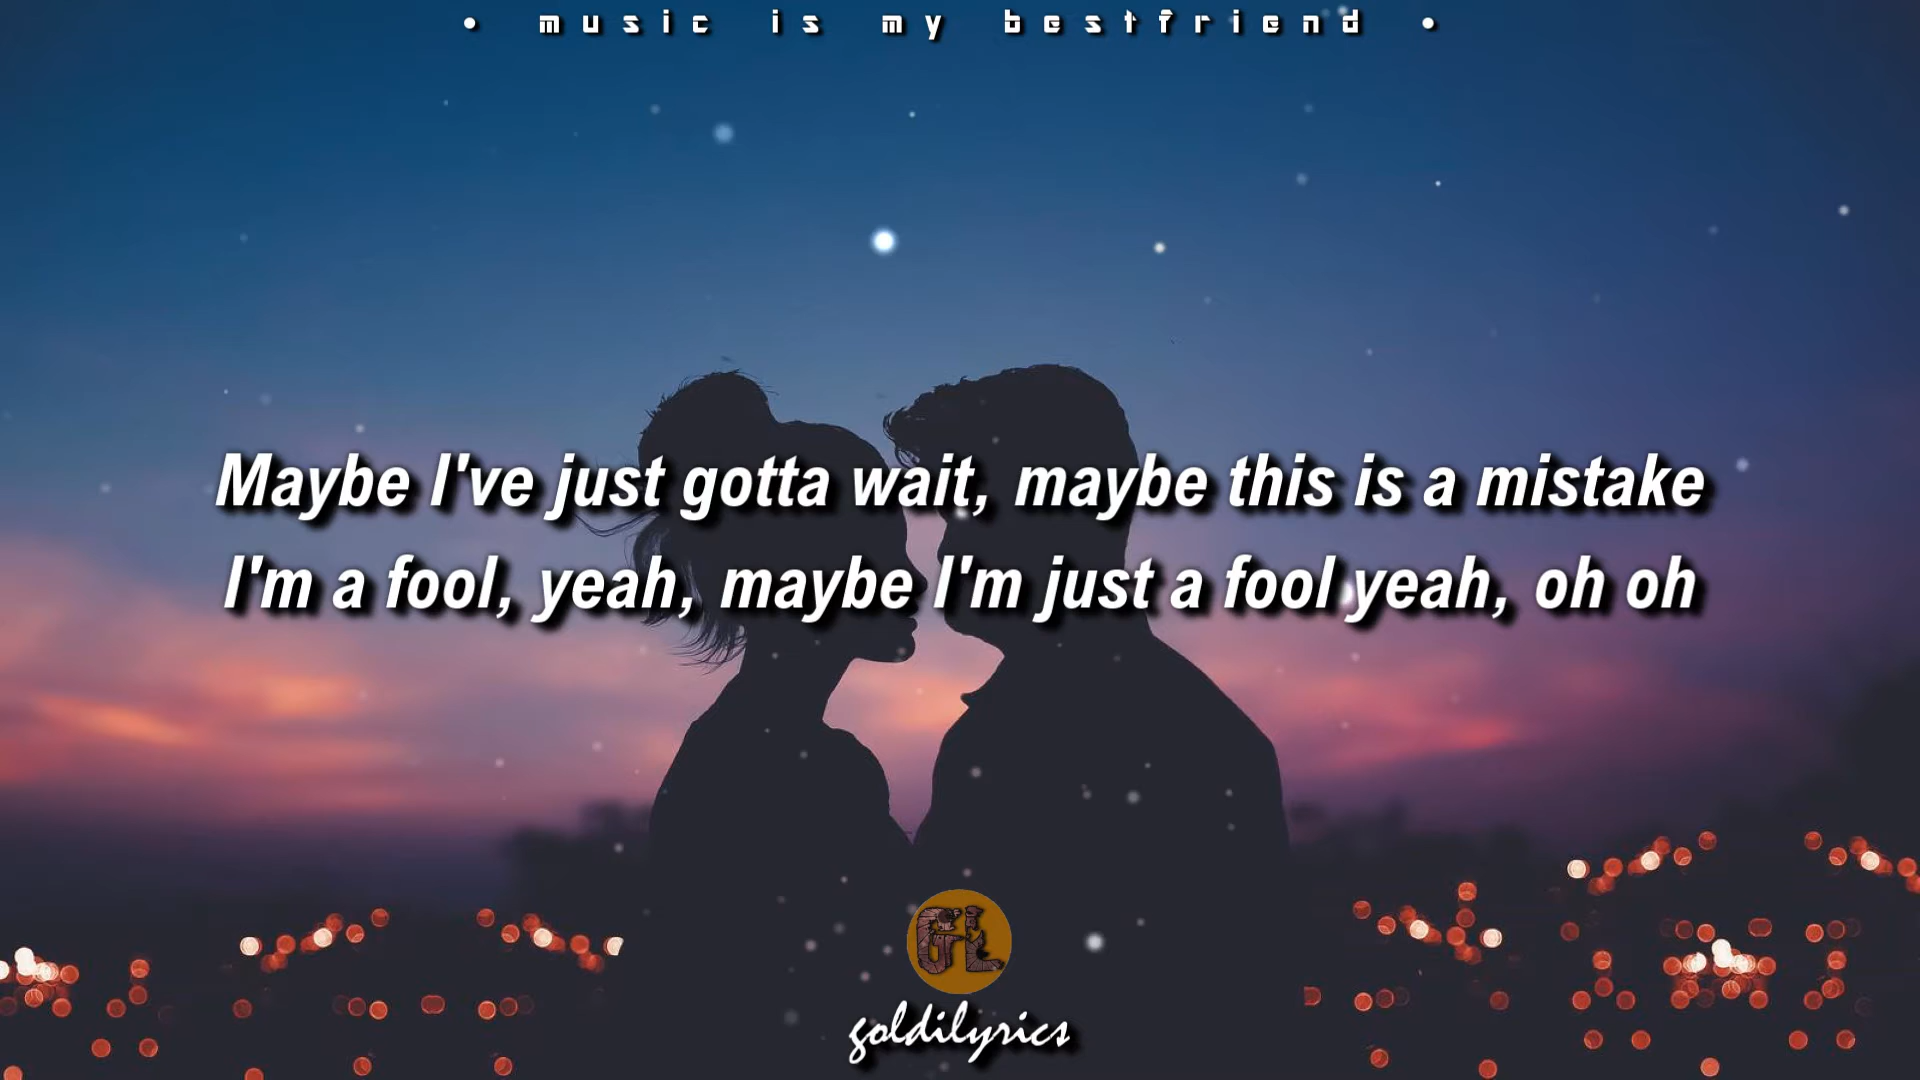 • music is my bestfriend •
Maybe I've just gotta wait, maybe this is a mistake
I'm a fool, yeah, maybe I'm just a fool yeah, oh oh
GL
goldilyrics